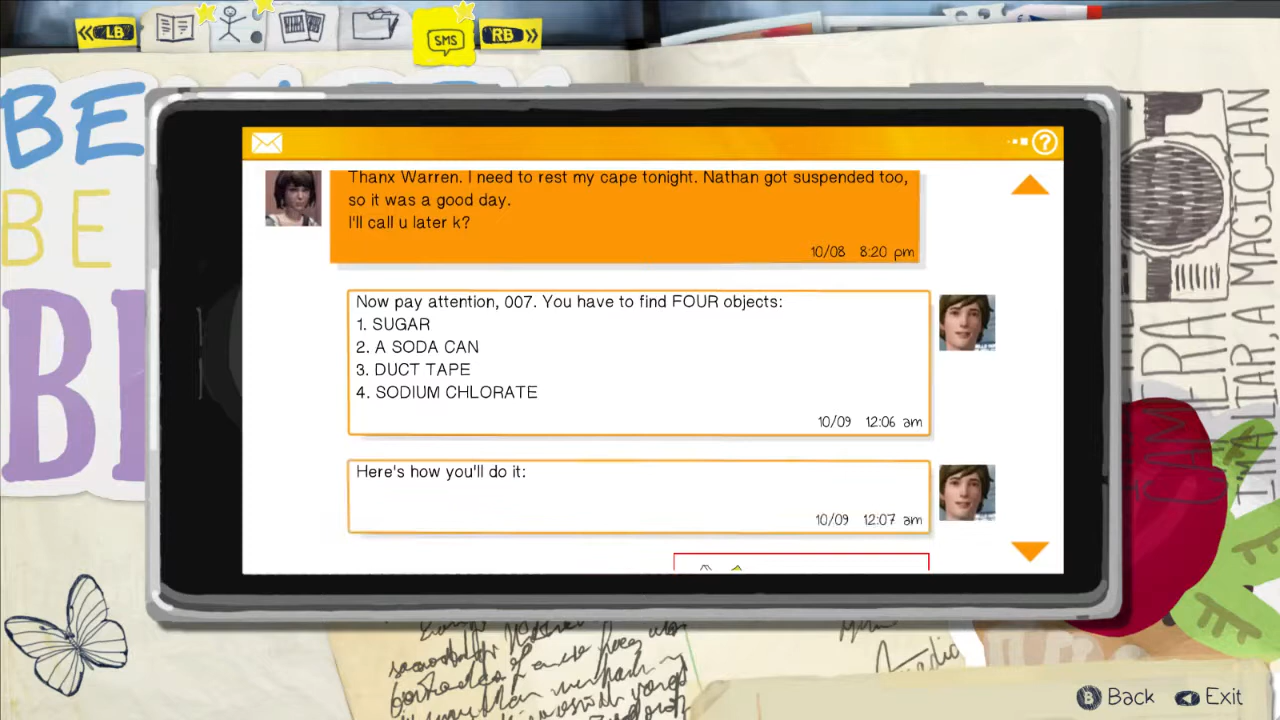 LB
SMS
RB
BE
BE
Thanx Warren. I need to rest my cape tonight. Nathan got suspended too,
so it was a good day.
I'll call u later k?
10/08 8:20 pm
Now pay attention, 007. You have to find FOUR objects:
1. SUGAR
2. A SODA CAN
3. DUCT TAPE
4. SODIUM CHLORATE
10/09 12:06 am
Here's how you'll do it:
10/09 12:07 am
CAMERA
LIAR, A MAGICIAN
B Back
Exit